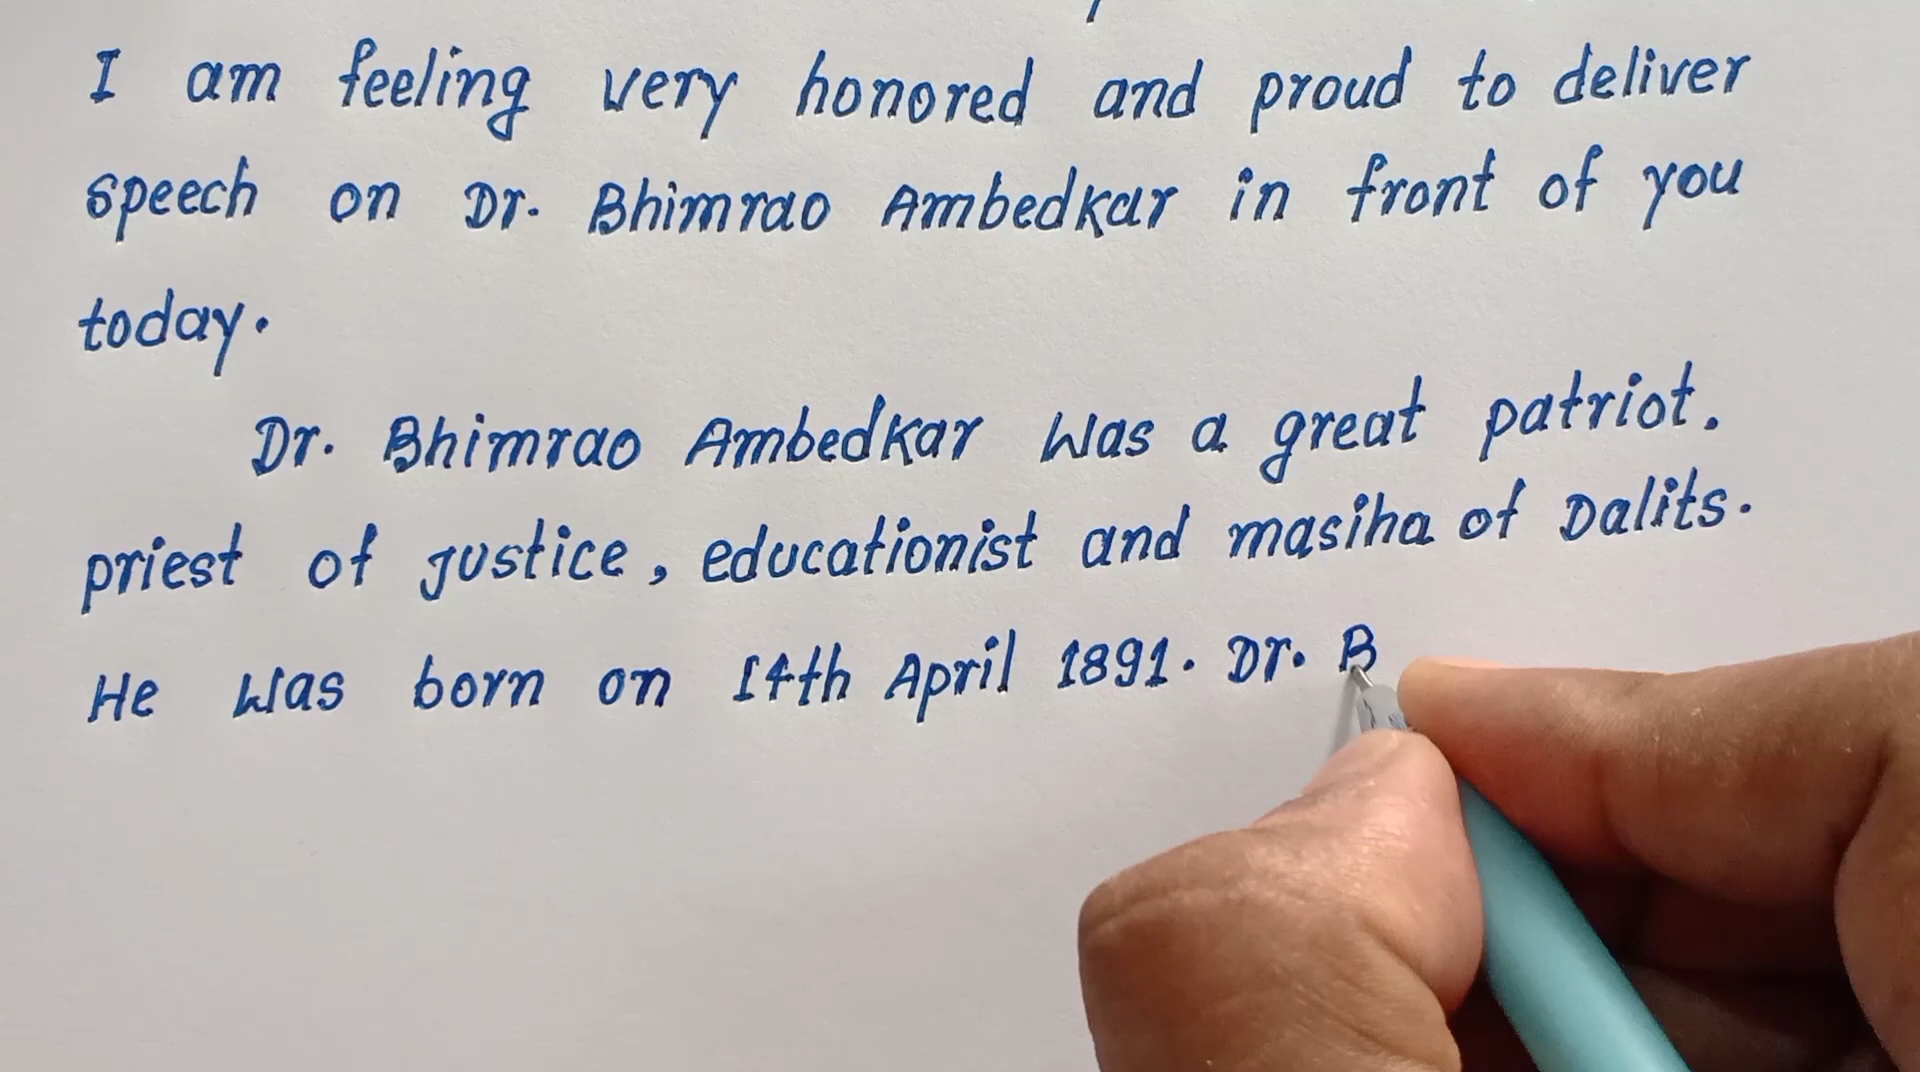 I am feeling very honored and proud to deliver
speech on Dr. Bhimrao Ambedkar in front of you
today.
Dr. Bhimrao Ambedkar was a great patriot.
priest of justice, educationist and masiha of Dalits.
He was born on 14th April 1891. Dr. B